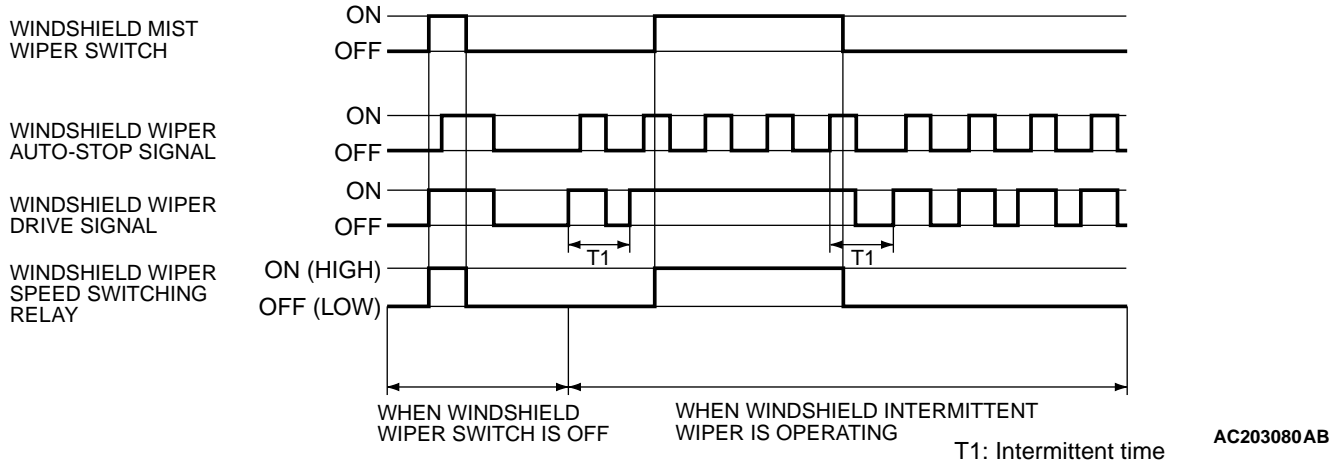 WINDSHIELD MIST
WIPER SWITCH
ON
OFF
WINDSHIELD WIPER
AUTO-STOP SIGNAL
ON
OFF
WINDSHIELD WIPER
DRIVE SIGNAL
ON
OFF
T1
T1
WINDSHIELD WIPER
SPEED SWITCHING
RELAY
ON (HIGH)
OFF (LOW)
WHEN WINDSHIELD
WIPER SWITCH IS OFF
WHEN WINDSHIELD INTERMITTENT
WIPER IS OPERATING
T1: Intermittent time
AC203080AB